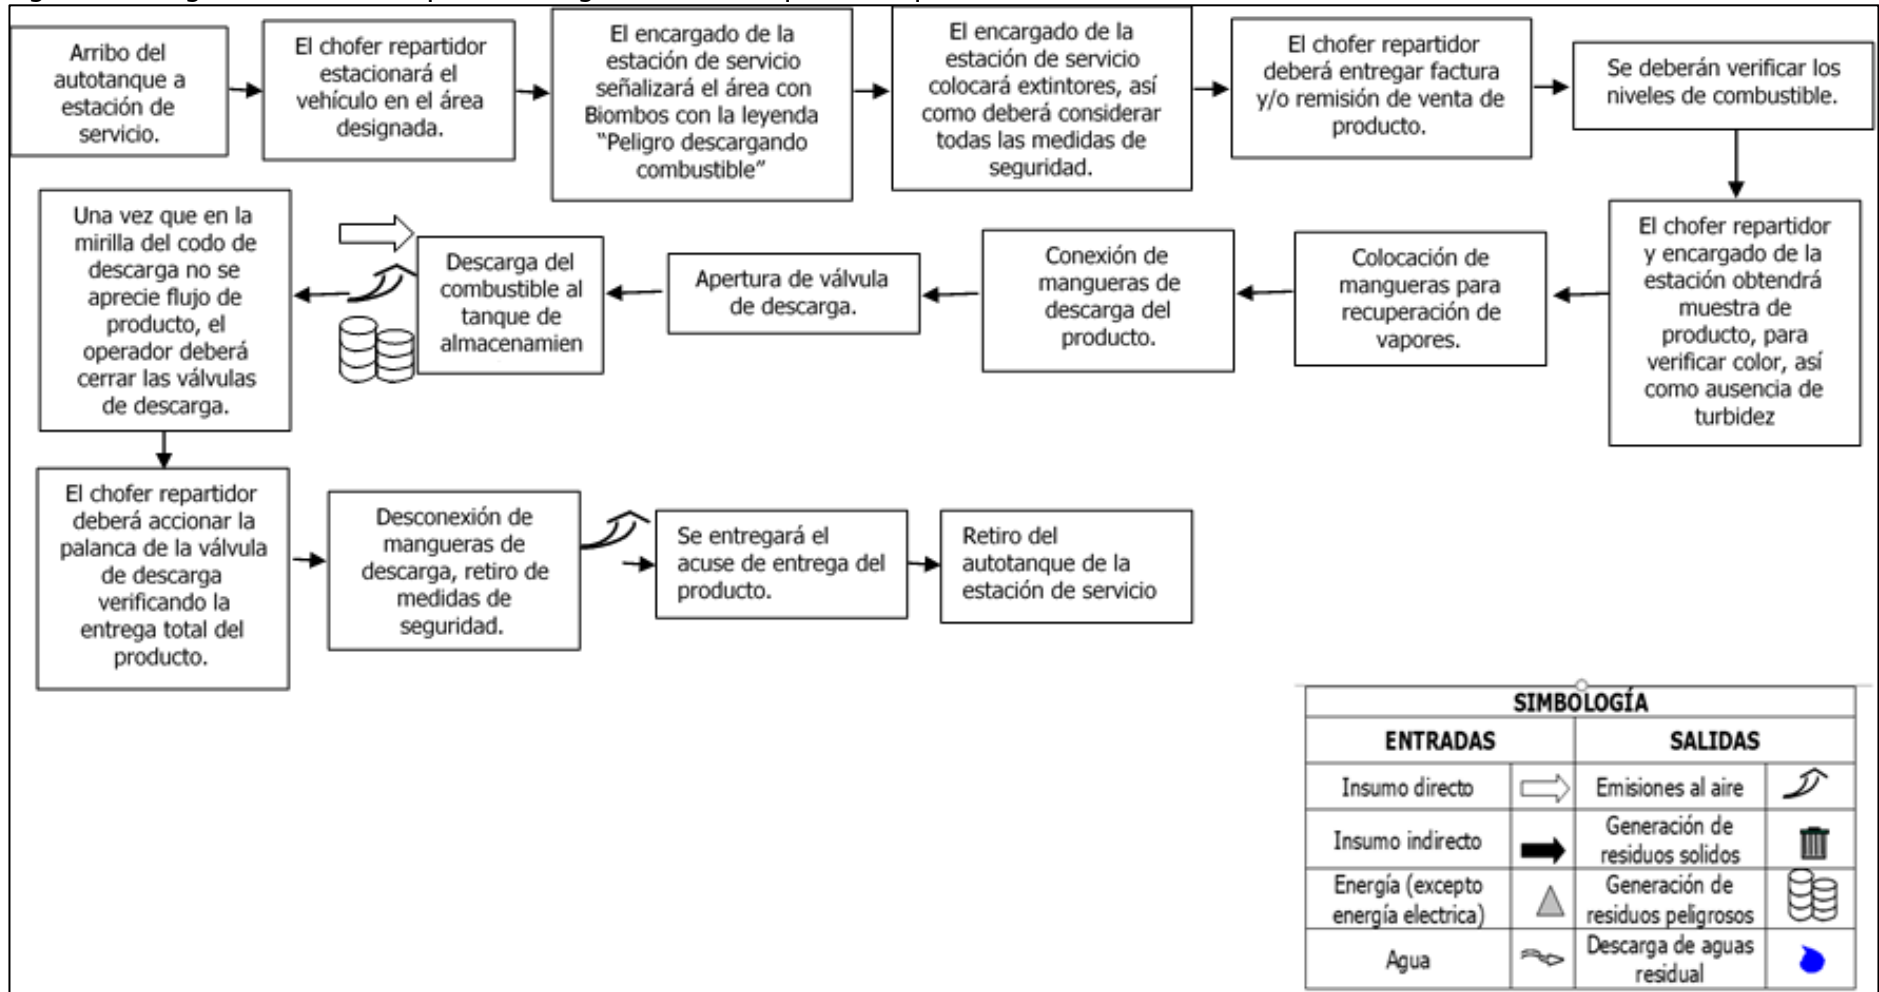 Arribo del
autotanque a
estación de
servicio.
El chofer repartidor
estacionará el
vehículo en el área
designada.
El encargado de la
estación de servicio
señalizará el área con
Biombos con la leyenda
“Peligro descargando
combustible”
El encargado de la
estación de servicio
colocará extintores, así
como deberá considerar
todas las medidas de
seguridad.
El chofer repartidor
deberá entregar factura
y/o remisión de venta de
producto.
Se deberán verificar los
niveles de combustible.
El chofer repartidor
y encargado de la
estación obtendrá
muestra de
producto, para
verificar color, así
como ausencia de
turbidez
Colocación de
mangueras para
recuperación de
vapores.
Conexión de
mangueras de
descarga del
producto.
Apertura de válvula
de descarga.
Descarga del
combustible al
tanque de
almacenamien
Una vez que en la
mirilla del codo de
descarga no se
aprecie flujo de
producto, el
operador deberá
cerrar las válvulas
de descarga.
El chofer repartidor
deberá accionar la
palanca de la válvula
de descarga
verificando la
entrega total del
producto.
Desconexión de
mangueras de
descarga, retiro de
medidas de
seguridad.
Se entregará el
acuse de entrega del
producto.
Retiro del
autotanque de la
estación de servicio
SIMBOLOGÍA
ENTRADAS
SALIDAS
Insumo directo
Emisiones al aire
Insumo indirecto
Generación de
residuos solidos
Energía (excepto
energía electrica)
Generación de
residuos peligrosos
Agua
Descarga de aguas
residual